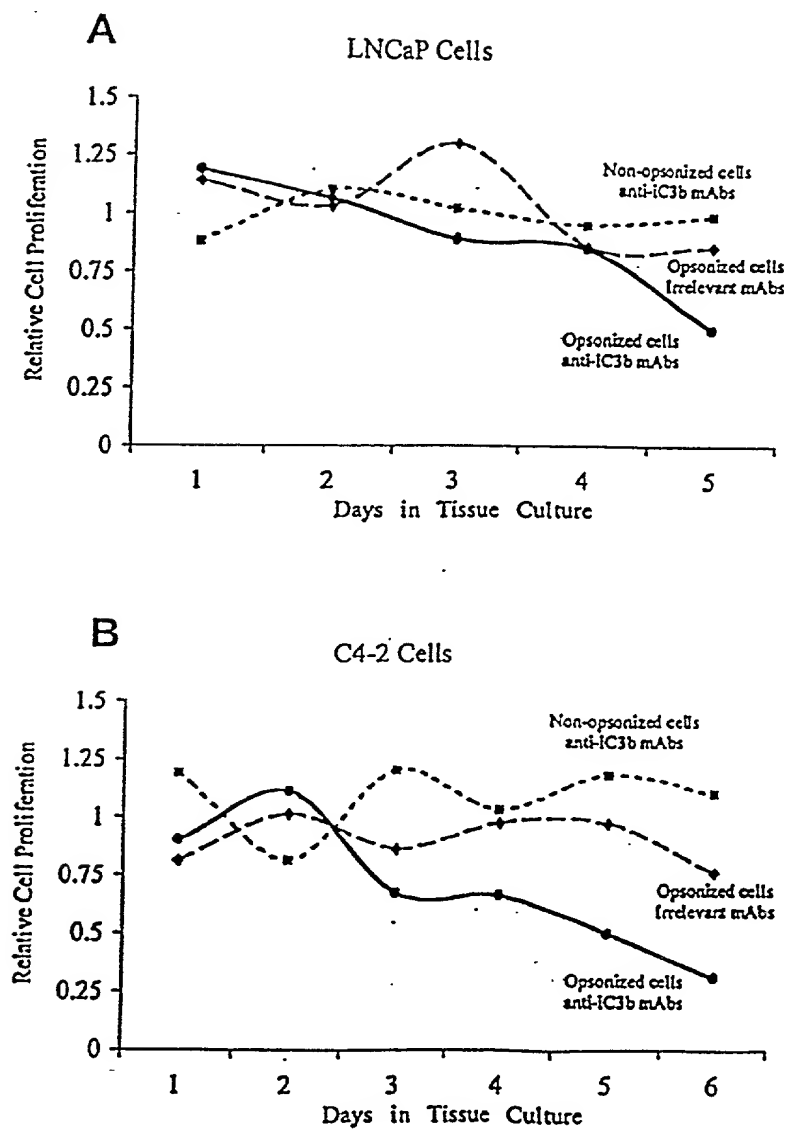 A
LNCaP Cells
1.5
1.25
1
0.75
0.5
0.25
0
Relative Cell Proliferation
Non-opsonized cells
anti-iC3b mAbs
Opsonized cells
Irrelevant mAbs
Opsonized cells
anti-iC3b mAbs
1 2 3 4 5
Days in Tissue Culture
B
C4-2 Cells
1.5
1.25
1
0.75
0.5
0.25
0
Relative Cell Proliferation
Non-opsonized cells
anti-iC3b mAbs
Opsonized cells
Irrelevant mAbs
Opsonized cells
anti-iC3b mAbs
1 2 3 4 5 6
Days in Tissue Culture